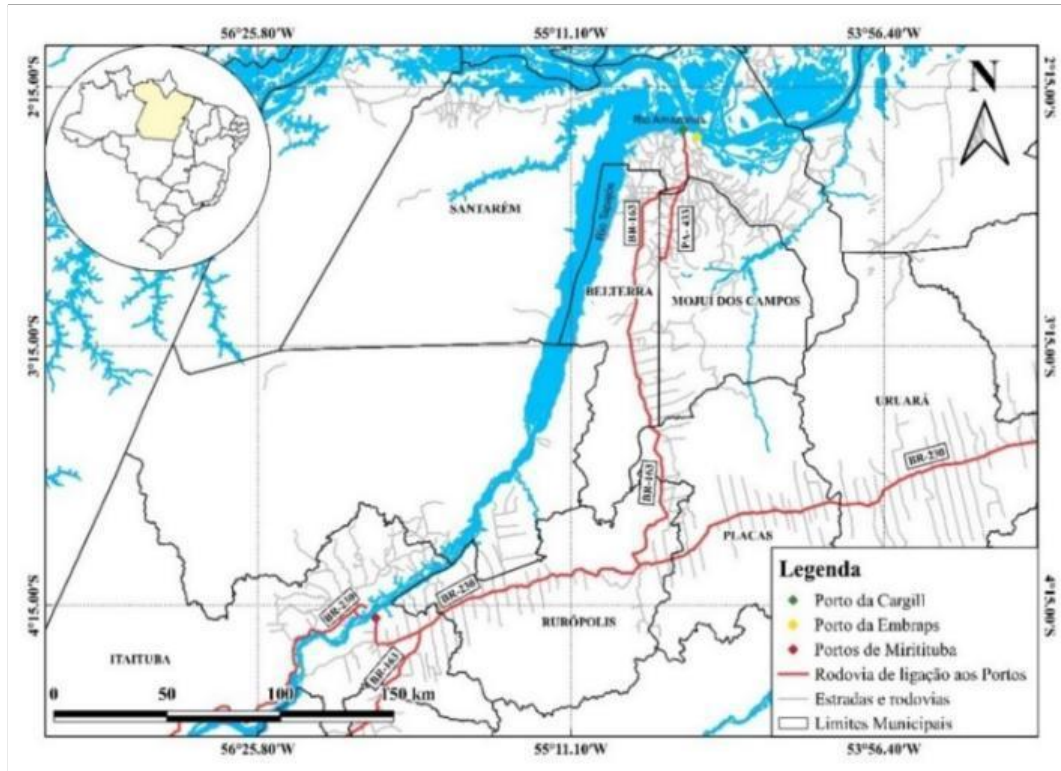 56°25.80'W 55°11.10'W 53°56.40'W
2°15.00'S 2°15.00'S
N
Rio Amazonas
SANTARÉM
Rio Tapajós
BR-163
PA-433
BELTERRA
MOJUÍ DOS CAMPOS
3°15.00'S 3°15.00'S
URUARÁ
BR-230
BR-163
PLACAS
4°15.00'S 4°15.00'S
BR-230
BR-230
RURÓPOLIS
ITAITUBA
BR-163
0 50 100 150 km
Legenda
Porto da Cargill
Porto da Embraps
Portos de Miritituba
Rodovia de ligação aos Portos
Estradas e rodovias
Limites Municipais
56°25.80'W 55°11.10'W 53°56.40'W